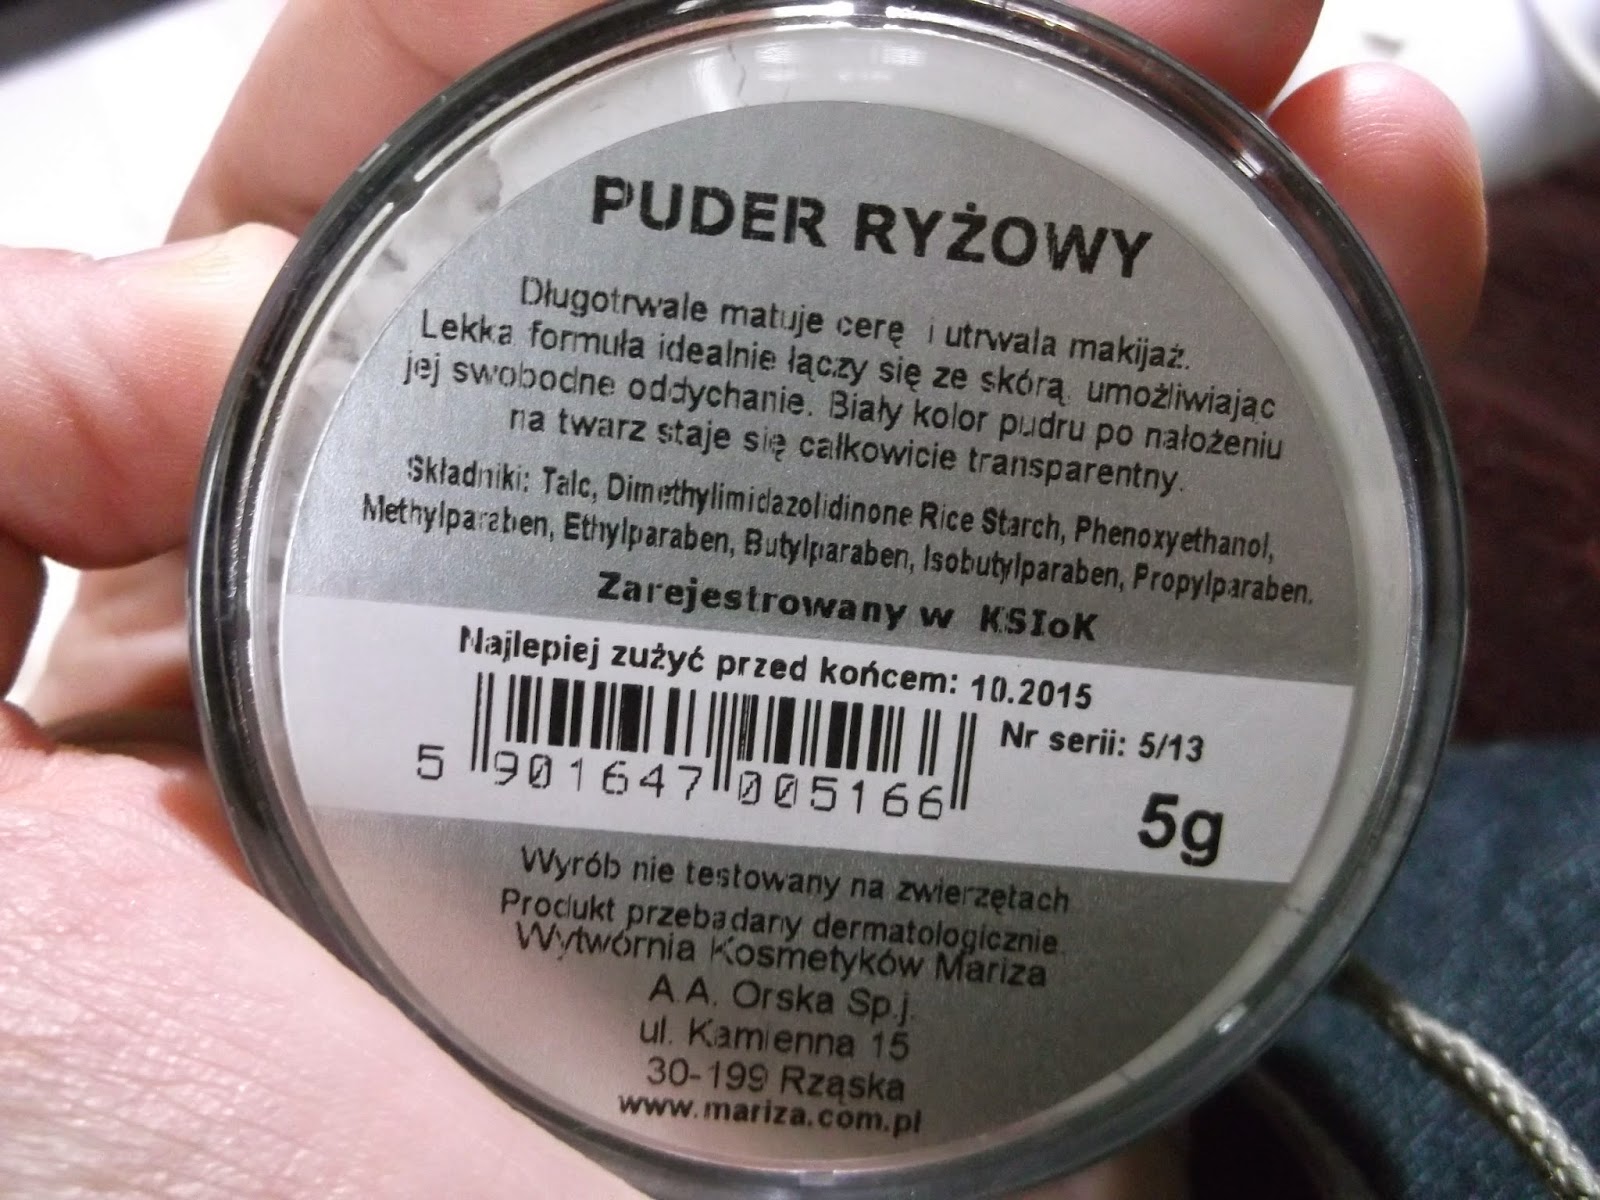 PUDER RYŻOWY
Długotrwale matuje cerę i utrwala makijaż.
Lekka formuła idealnie łączy się ze skórą, umożliwiając
jej swobodne oddychanie. Biały kolor pudru po nałożeniu
na twarz staje się całkowicie transparentny.
Składniki: Talc, Dimethylimidazolidinone Rice Starch, Phenoxyethanol,
Methylparaben, Ethylparaben, Butylparaben, Isobutylparaben, Propylparaben.
Zarejestrowany w KSIoK
Najlepiej zużyć przed końcem: 10.2015
Nr serii: 5/13
5 901647 005166
5g
Wyrób nie testowany na zwierzętach
Produkt przebadany dermatologicznie.
Wytwórnia Kosmetyków Mariza
A.A. Orska Sp.j.
ul. Kamienna 15
30-199 Rząska
www.mariza.com.pl